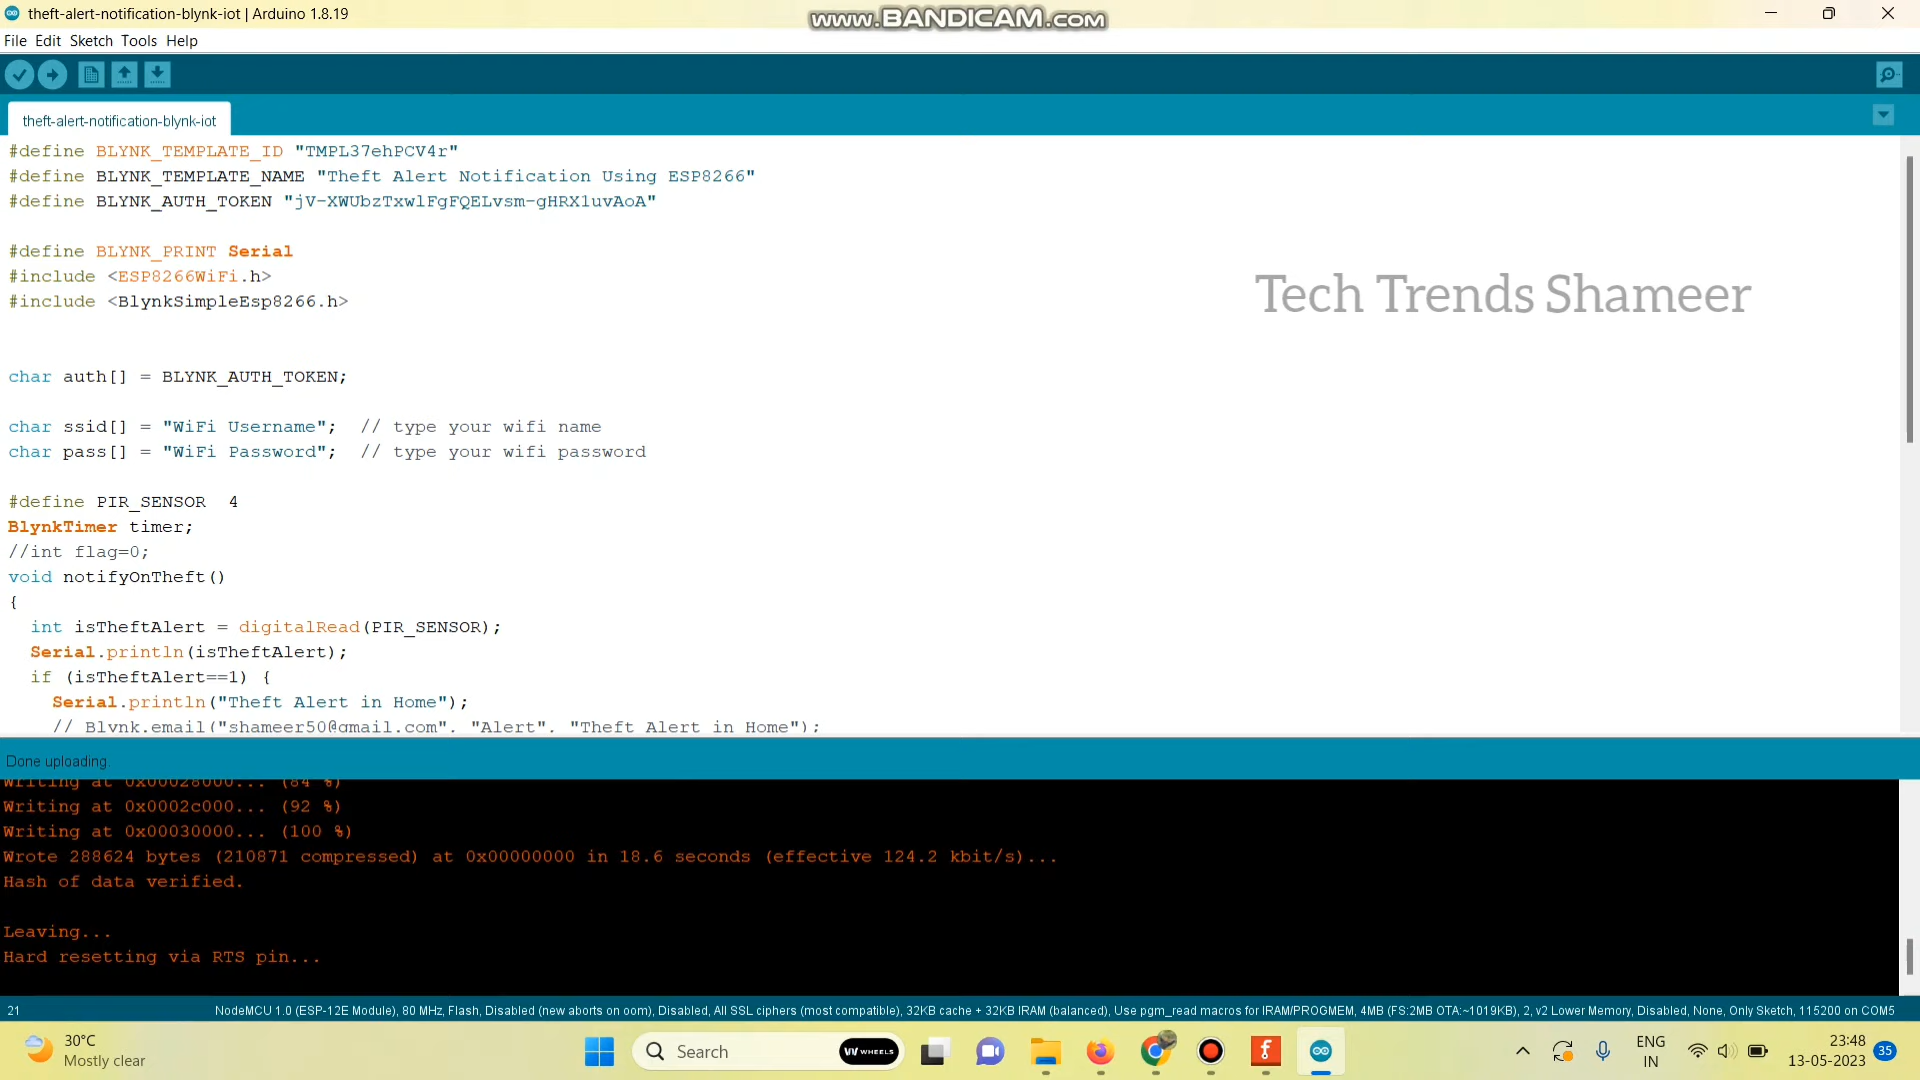 theft-alert-notification-blynk-iot | Arduino 1.8.19
www.BANDICAM.com
File Edit Sketch Tools Help
theft-alert-notification-blynk-iot
#define BLYNK_TEMPLATE_ID "TMPL37ehPCV4r"
#define BLYNK_TEMPLATE_NAME "Theft Alert Notification Using ESP8266"
#define BLYNK_AUTH_TOKEN "jV-XWUbzTxwlFgFQELvsm-gHRX1uvAoA"
#define BLYNK_PRINT Serial
#include <ESP8266WiFi.h>
#include <BlynkSimpleEsp8266.h>
Tech Trends Shameer
char auth[] = BLYNK_AUTH_TOKEN;
char ssid[] = "WiFi Username";  // type your wifi name
char pass[] = "WiFi Password";  // type your wifi password
#define PIR_SENSOR  4
BlynkTimer timer;
//int flag=0;
void notifyOnTheft()
{
int isTheftAlert = digitalRead(PIR_SENSOR);
Serial.println(isTheftAlert);
if (isTheftAlert==1) {
Serial.println("Theft Alert in Home");
// Blynk.email("shameer50@gmail.com", "Alert", "Theft Alert in Home");
Done uploading.
Writing at 0x00028000... (84 %)
Writing at 0x0002c000... (92 %)
Writing at 0x00030000... (100 %)
Wrote 288624 bytes (210871 compressed) at 0x00000000 in 18.6 seconds (effective 124.2 kbit/s)...
Hash of data verified.
Leaving...
Hard resetting via RTS pin...
21
NodeMCU 1.0 (ESP-12E Module), 80 MHz, Flash, Disabled (new aborts on oom), Disabled, All SSL ciphers (most compatible), 32KB cache + 32KB IRAM (balanced), Use pgm_read macros for IRAM/PROGMEM, 4MB (FS:2MB OTA:~1019KB), 2, v2 Lower Memory, Disabled, None, Only Sketch, 115200 on COM5
30°C
Mostly clear
Search
WHEELS
ENG
IN
23:48
13-05-2023
35